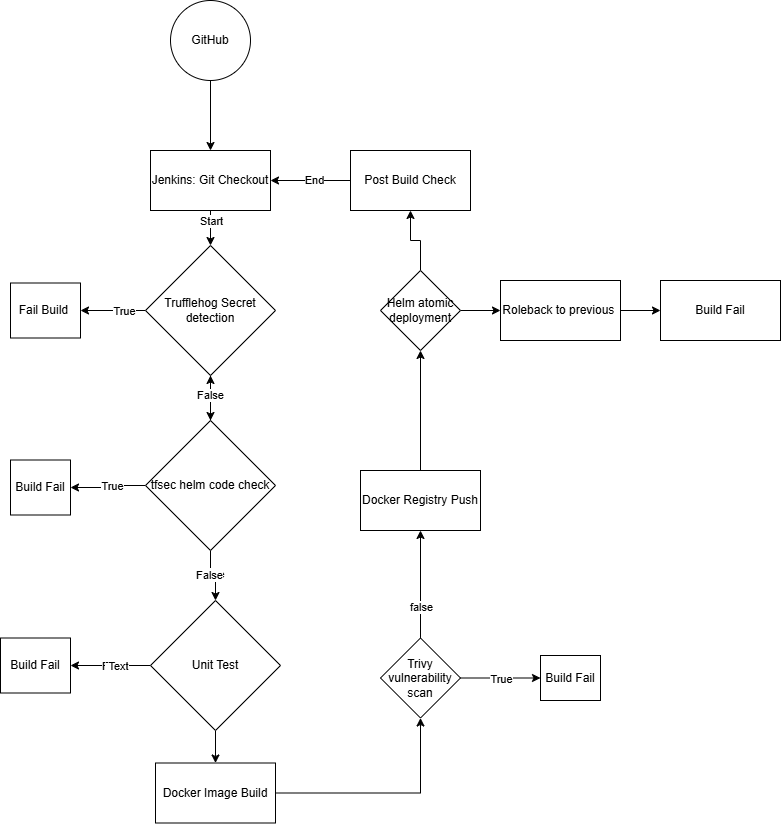 GitHub
Jenkins: Git Checkout
End
Post Build Check
Start
Fail Build
True
Trufflehog Secret
detection
Helm atomic
deployment
Roleback to previous
Build Fail
False
Build Fail
True
tfsec helm code check
Docker Registry Push
False
false
Build Fail
Text
Unit Test
Trivy
vulnerability
scan
True
Build Fail
Docker Image Build